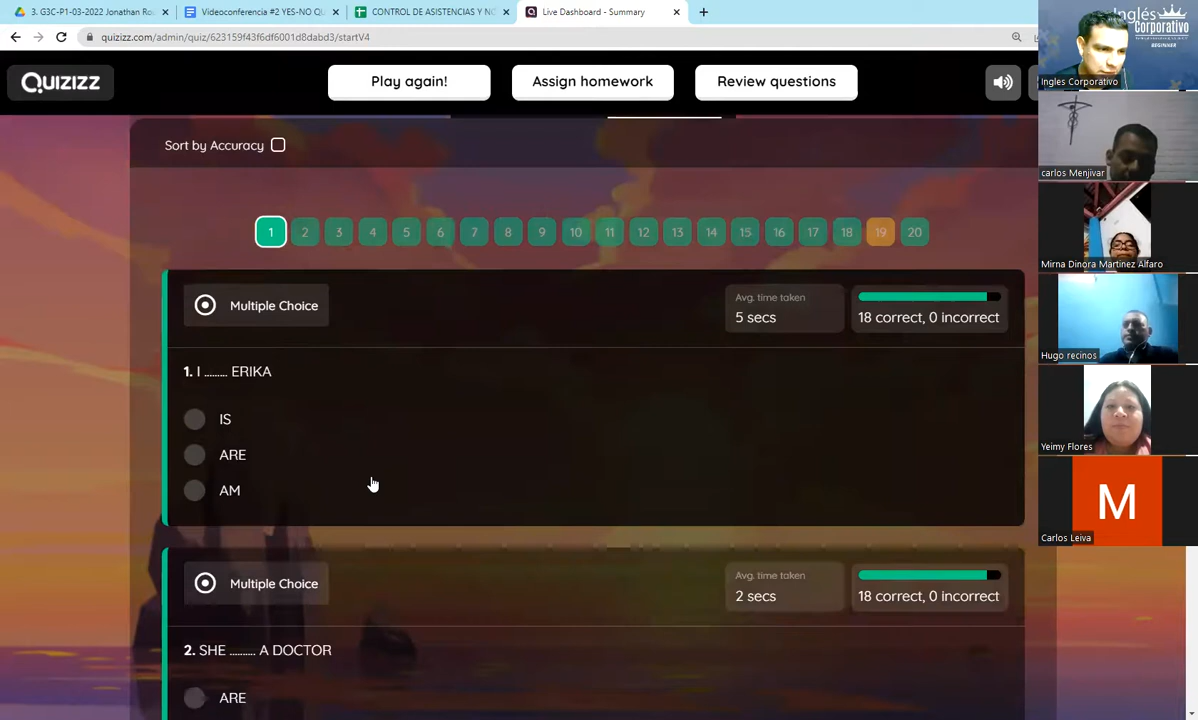 3. G3C-P1-03-2022 Jonathan Ro
Videoconferencia #2 YES-NO QU
CONTROL DE ASISTENCIAS Y NO
Live Dashboard - Summary
quizizz.com/admin/quiz/623159f43f6df6001d8dabd3/startV4
QUIZIZZ
Play again!
Assign homework
Review questions
Sort by Accuracy
1 2 3 4 5 6 7 8 9 10 11 12 13 14 15 16 17 18 19 20
Multiple Choice
Avg. time taken
5 secs
18 correct, 0 incorrect
1. I ......... ERIKA
IS
ARE
AM
Multiple Choice
Avg. time taken
2 secs
18 correct, 0 incorrect
2. SHE .......... A DOCTOR
ARE
Inglés
Corporativo
BEGINNER
Ingles Corporativo
carlos Menjivar
Mirna Dinora Martinez Alfaro
Hugo recinos
Yeimy Flores
M
Carlos Leiva